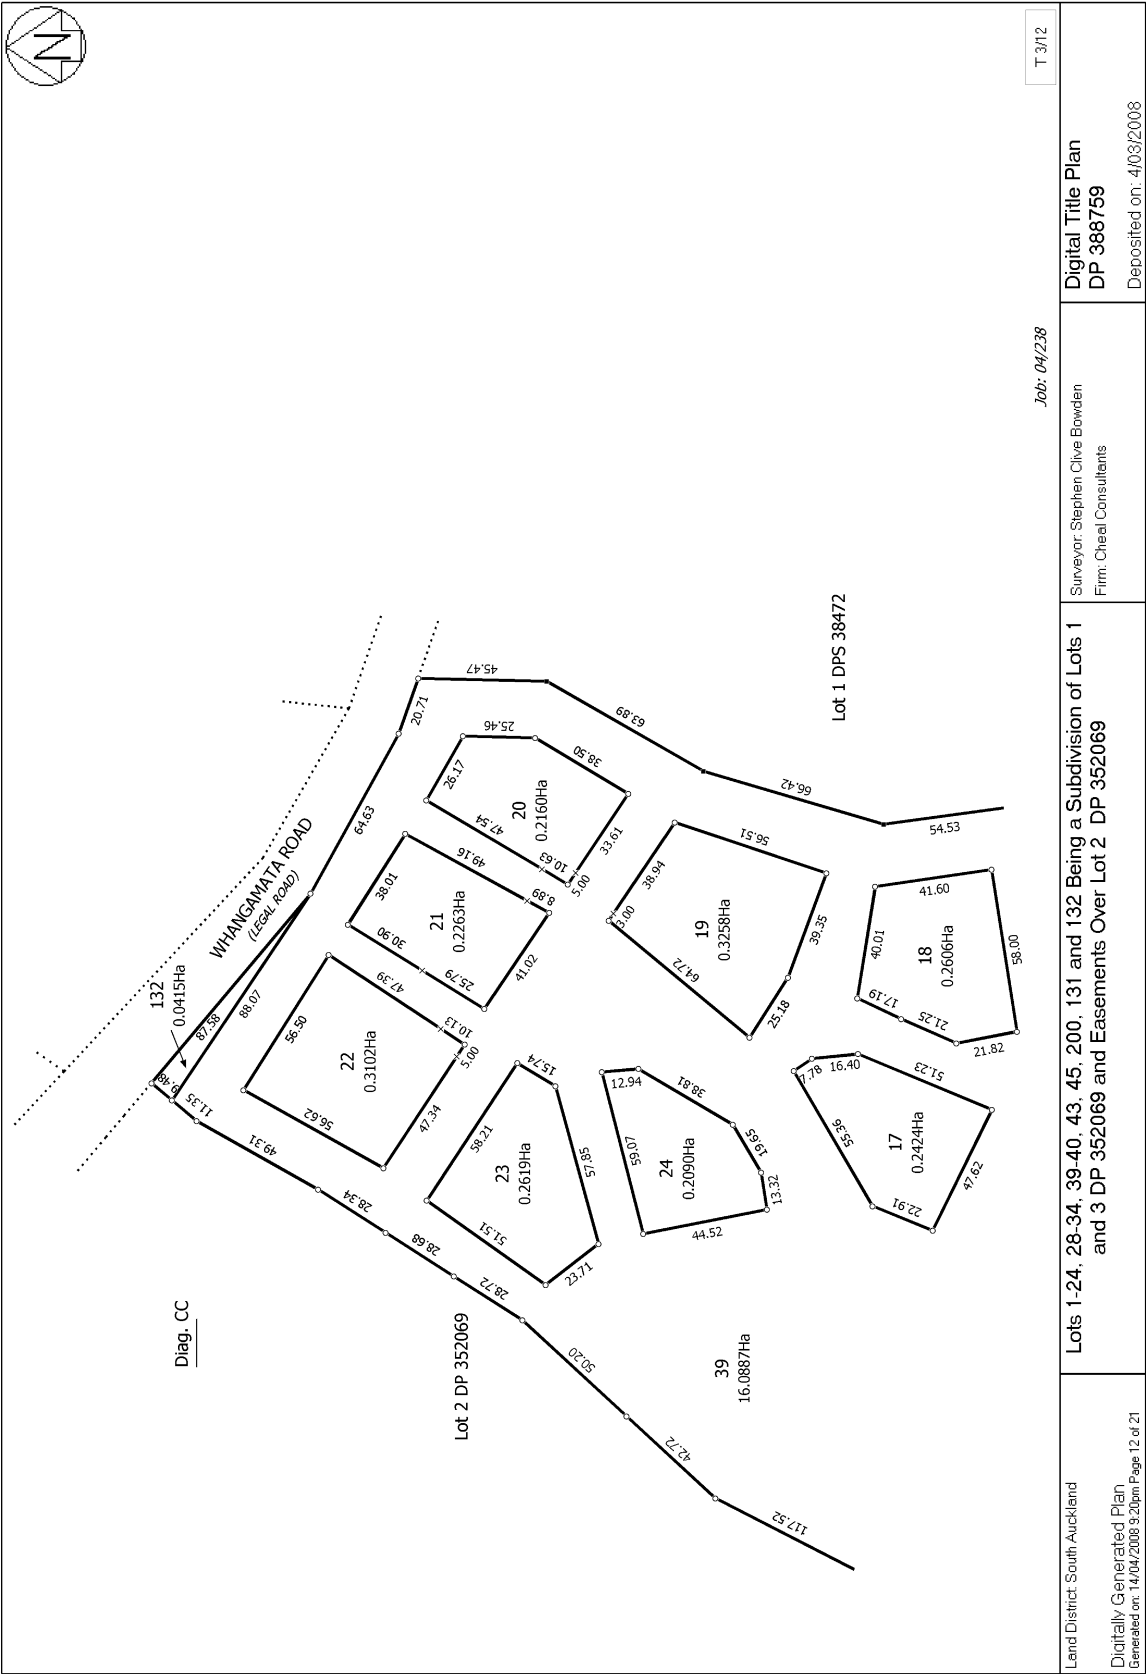 N
T 3/12
Diag. CC
WHANGAMATA ROAD
(LEGAL ROAD)
132
0.0415Ha
87.58
9.48
88.07
11.35
49.31
28.34
28.68
28.72
50.20
42.72
117.52
64.63
20.71
45.47
63.89
66.42
54.53
Lot 2 DP 352069
Lot 1 DPS 38472
22
0.3102Ha
56.50
56.62
47.39
10.13
5.00
47.34
21
0.2263Ha
38.01
30.90
25.79
49.16
8.89
41.02
20
0.2160Ha
26.17
25.46
38.50
47.54
10.63
5.00
33.61
19
0.3258Ha
38.94
3.00
56.51
64.72
39.35
25.18
18
0.2606Ha
40.01
41.60
17.19
21.25
21.82
58.00
23
0.2619Ha
58.21
15.74
57.85
51.51
23.71
24
0.2090Ha
12.94
59.07
38.81
19.65
13.32
44.52
17
0.2424Ha
7.78
16.40
55.36
51.23
22.91
47.62
39
16.0887Ha
Job: 04/238
Land District: South Auckland
Digitally Generated Plan
Generated on: 14/04/2008 9:20pm Page 12 of 21
Lots 1-24, 28-34, 39-40, 43, 45, 200, 131 and 132 Being a Subdivision of Lots 1
and 3 DP 352069 and Easements Over Lot 2 DP 352069
Surveyor: Stephen Clive Bowden
Firm: Cheal Consultants
Digital Title Plan
DP 388759
Deposited on: 4/03/2008